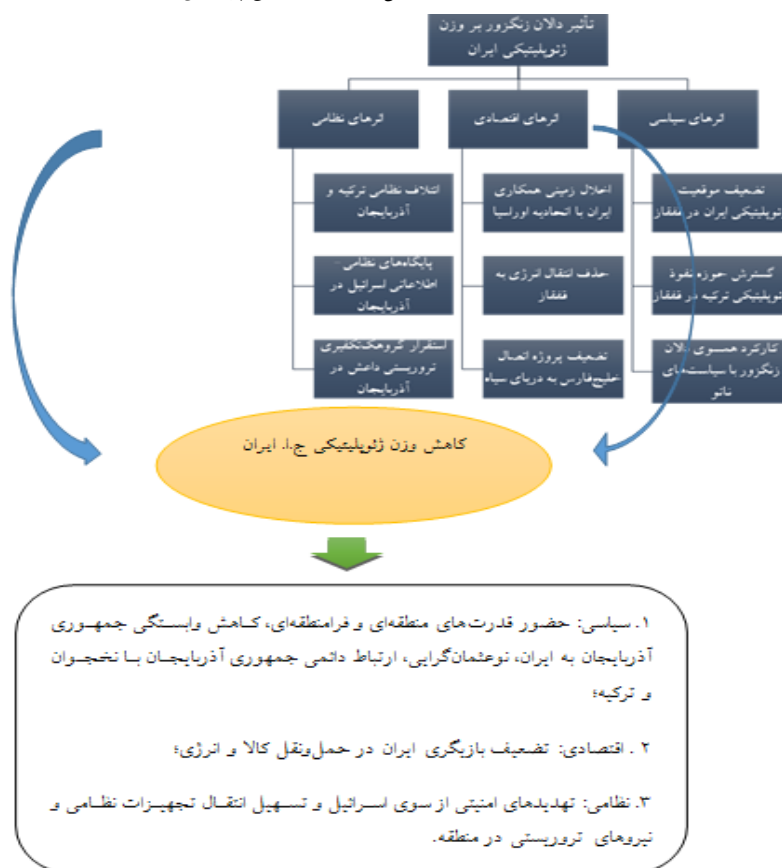 تأثیر دالان زنگزور بر وزن
ژئوپلیتیکی ایران
اثرهای سیاسی
اثرهای اقتصادی
اثرهای نظامی
تضعیف موقعیت
ژئوپلیتیکی ایران در قفقاز
گسترش حوزه نفوذ
ژئوپلیتیکی ترکیه در قفقاز
کارکرد همسوی دالان
زنگزور با سیاست‌های
ناتو
اخلال زمینی همکاری
ایران با اتحادیه اوراسیا
حذف انتقال انرژی به
قفقاز
تضعیف پروژه اتصال
خلیج‌فارس به دریای سیاه
ائتلاف نظامی ترکیه و
آذربایجان
پایگاه‌های نظامی-
اطلاعاتی اسرائیل در
آذربایجان
استقرار گروهک‌تکفیری
تروریستی داعش در
آذربایجان
کاهش وزن ژئوپلیتیکی ج.ا. ایران
۱. سیاسی: حضور قدرت‌های منطقه‌ای و فرامنطقه‌ای، کاهش وابستگی جمهوری
آذربایجان به ایران، نوعثمان‌گرایی، ارتباط دائمی جمهوری آذربایجان با نخجوان
و ترکیه؛
۲ . اقتصادی: تضعیف بازیگری ایران در حمل‌ونقل کالا و انرژی؛
۳. نظامی: تهدیدهای امنیتی از سوی اسرائیل و تسهیل انتقال تجهیزات نظامی و
نیروهای تروریستی در منطقه.